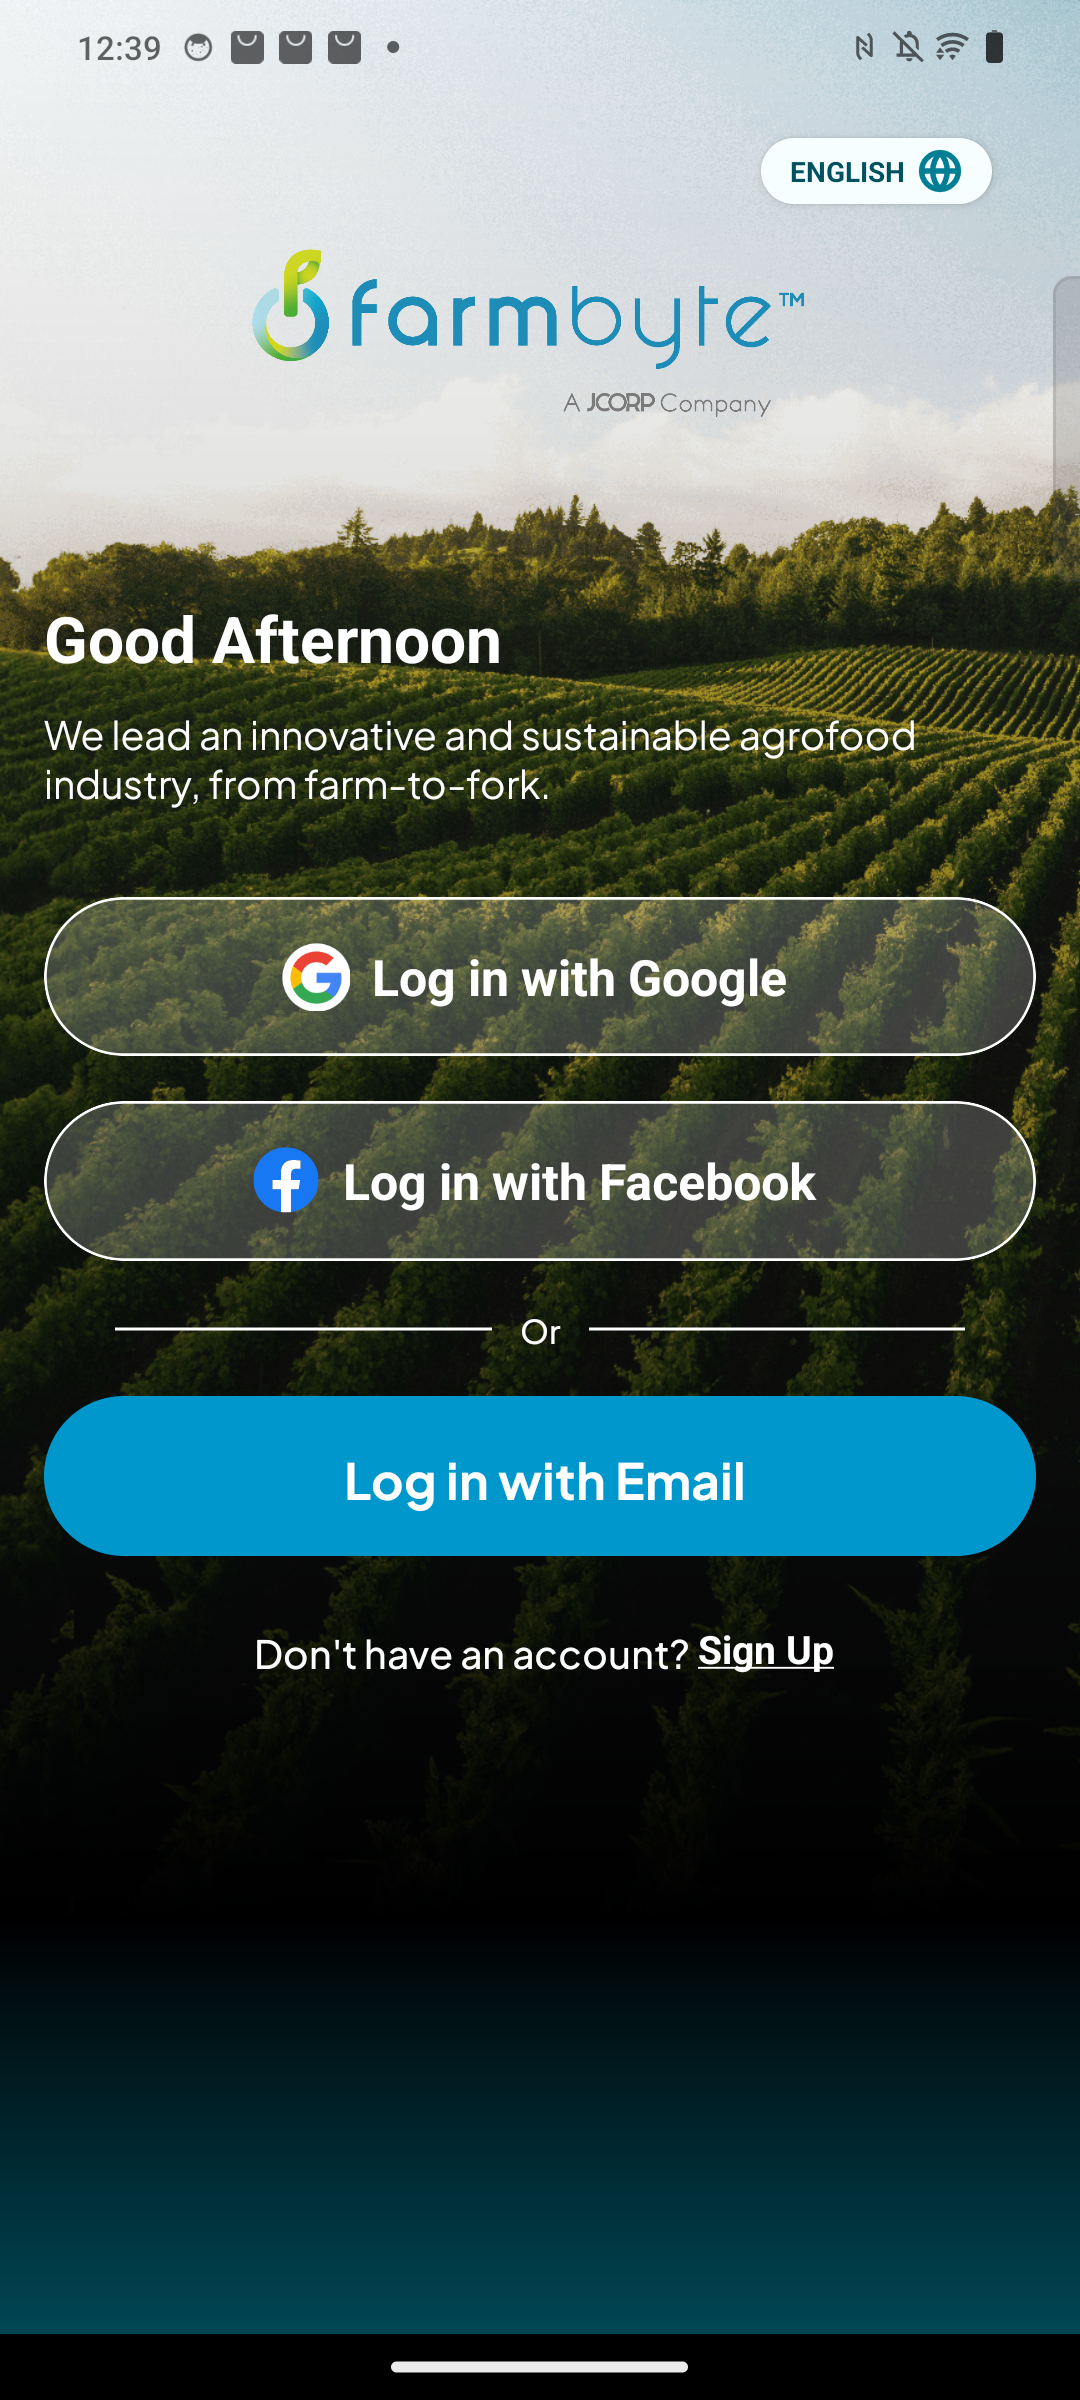 12:39
ENGLISH
farmbyte™
A JCORP Company
Good Afternoon
We lead an innovative and sustainable agrofood
industry, from farm-to-fork.
Log in with Google
Log in with Facebook
Or
Log in with Email
Don't have an account? Sign Up